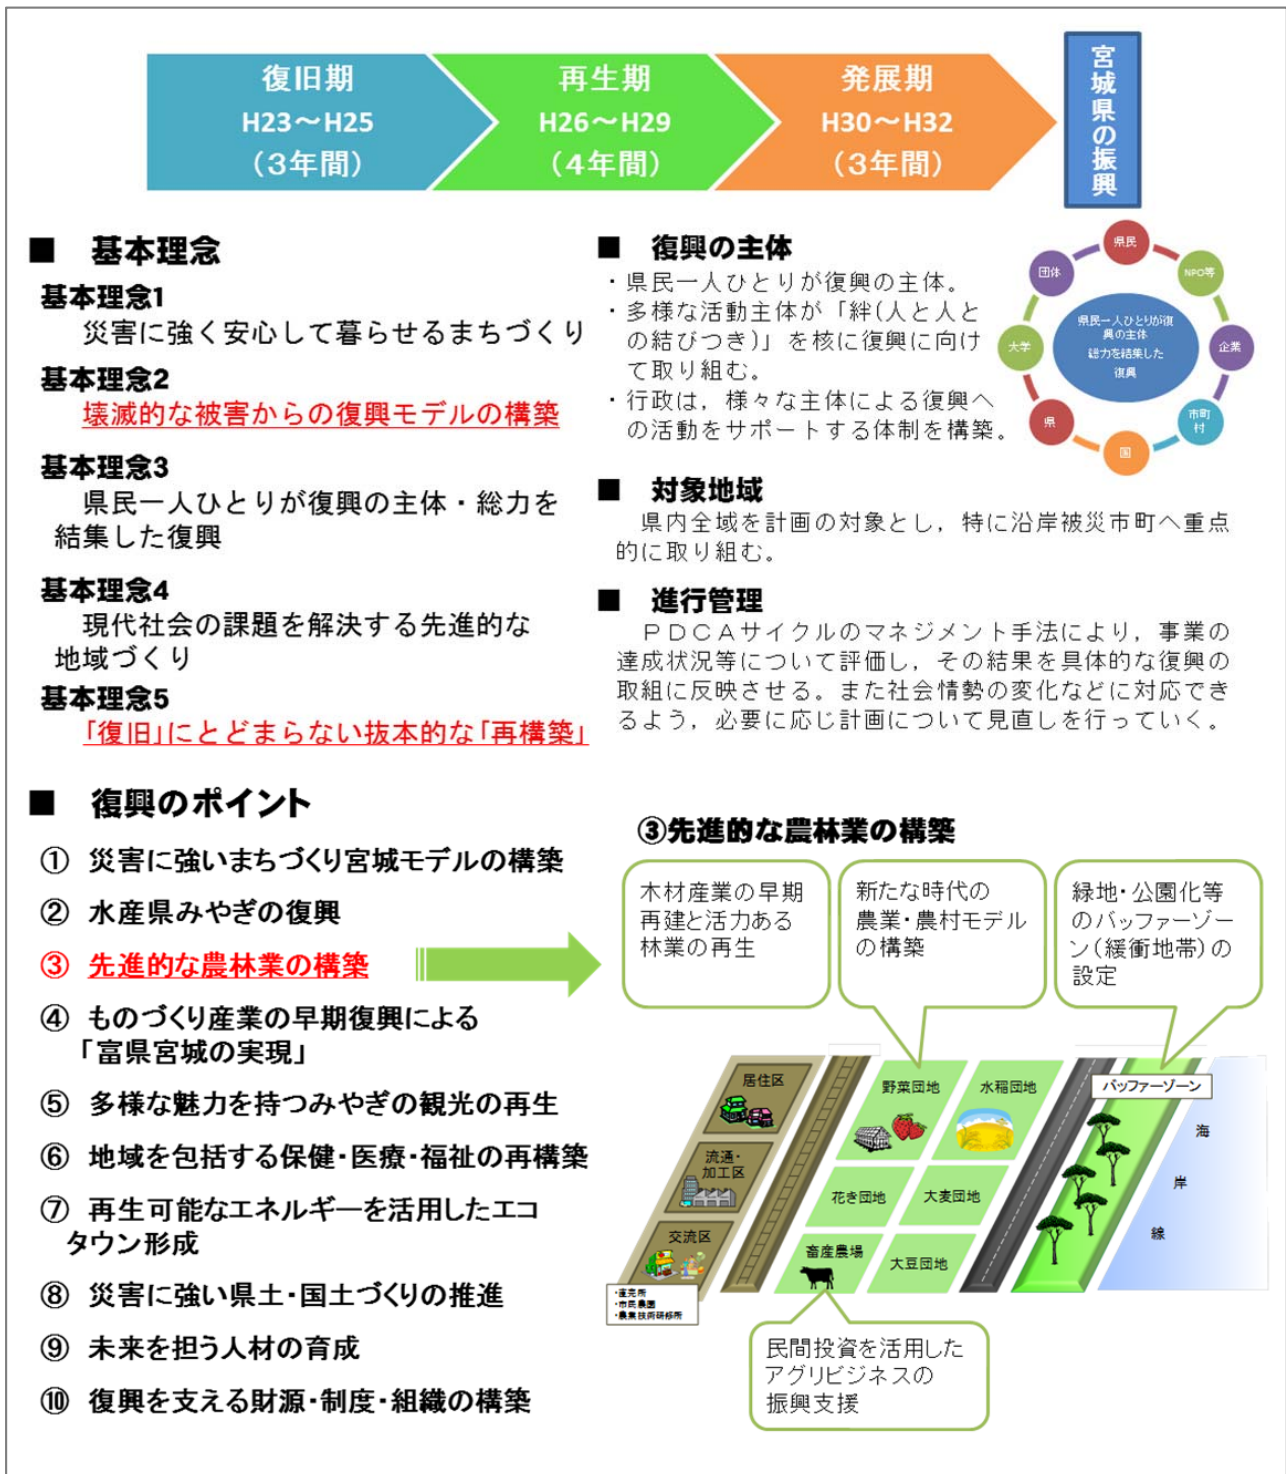 復旧期
H23～H25
（３年間）
再生期
H26～H29
（４年間）
発展期
H30～H32
（３年間）
宮城県の振興
■ 基本理念
基本理念1
災害に強く安心して暮らせるまちづくり
基本理念2
壊滅的な被害からの復興モデルの構築
基本理念3
県民一人ひとりが復興の主体・総力を
結集した復興
基本理念4
現代社会の課題を解決する先進的な
地域づくり
基本理念5
「復旧」にとどまらない抜本的な「再構築」
■ 復興の主体
・県民一人ひとりが復興の主体。
・多様な活動主体が「絆(人と人と
の結びつき)」を核に復興に向け
て取り組む。
・行政は，様々な主体による復興へ
の活動をサポートする体制を構築。
県民
NPO等
企業
市町
村
国
県
大学
団体
県民一人ひとりが復
興の主体
総力を結集した
復興
■ 対象地域
県内全域を計画の対象とし，特に沿岸被災市町へ重点
的に取り組む。
■ 進行管理
ＰＤＣＡサイクルのマネジメント手法により，事業の
達成状況等について評価し，その結果を具体的な復興の
取組に反映させる。また社会情勢の変化などに対応でき
るよう，必要に応じ計画について見直しを行っていく。
■ 復興のポイント
① 災害に強いまちづくり宮城モデルの構築
② 水産県みやぎの復興
③ 先進的な農林業の構築
④ ものづくり産業の早期復興による
「富県宮城の実現」
⑤ 多様な魅力を持つみやぎの観光の再生
⑥ 地域を包括する保健・医療・福祉の再構築
⑦ 再生可能なエネルギーを活用したエコ
タウン形成
⑧ 災害に強い県土・国土づくりの推進
⑨ 未来を担う人材の育成
⑩ 復興を支える財源・制度・組織の構築
③先進的な農林業の構築
木材産業の早期
再建と活力ある
林業の再生
新たな時代の
農業・農村モデル
の構築
緑地・公園化等
のバッファーゾー
ン（緩衝地帯）の
設定
居住区
流通・
加工区
交流区
・直売所
・市民農園
・農業技術研修所
野菜団地
水稲団地
花き団地
大麦団地
畜産農場
大豆団地
バッファーゾーン
海岸線
民間投資を活用した
アグリビジネスの
振興支援